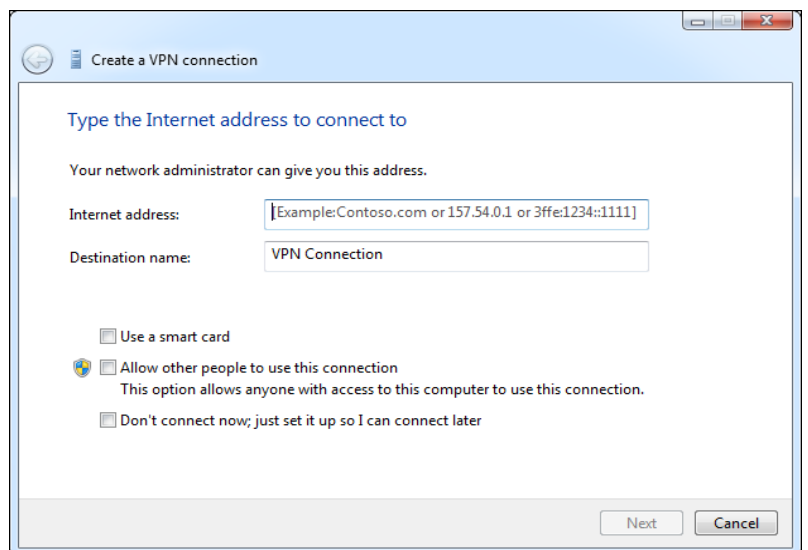 Create a VPN connection
Type the Internet address to connect to
Your network administrator can give you this address.
Internet address: [Example:Contoso.com or 157.54.0.1 or 3ffe:1234::1111]
Destination name: VPN Connection
Use a smart card
Allow other people to use this connection
This option allows anyone with access to this computer to use this connection.
Don't connect now; just set it up so I can connect later
Next Cancel